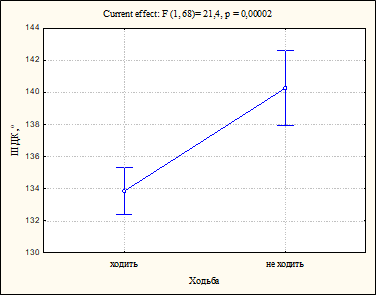 Current effect: F (1, 68)= 21,4, p = 0,00002
144
142
140
138
136
134
132
130
ШДК,"
ходить
не ходить
Ходьба